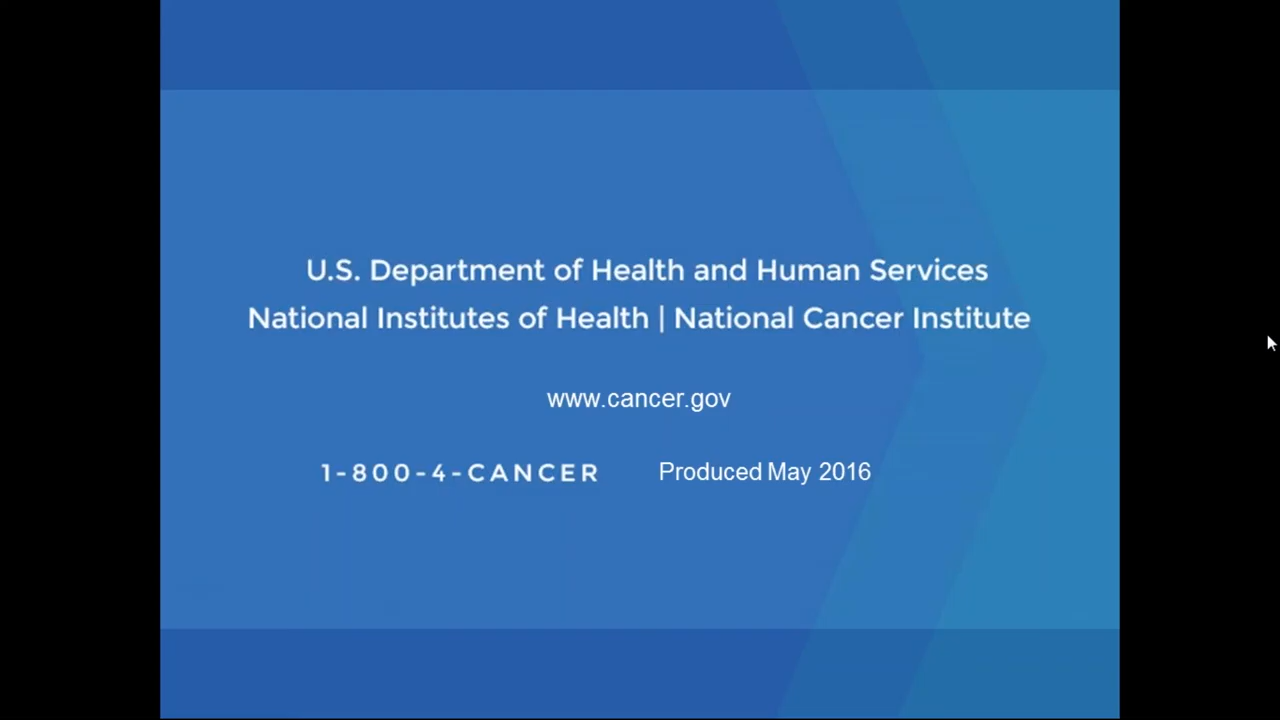 U.S. Department of Health and Human Services
National Institutes of Health | National Cancer Institute
www.cancer.gov
1-800-4-CANCER Produced May 2016